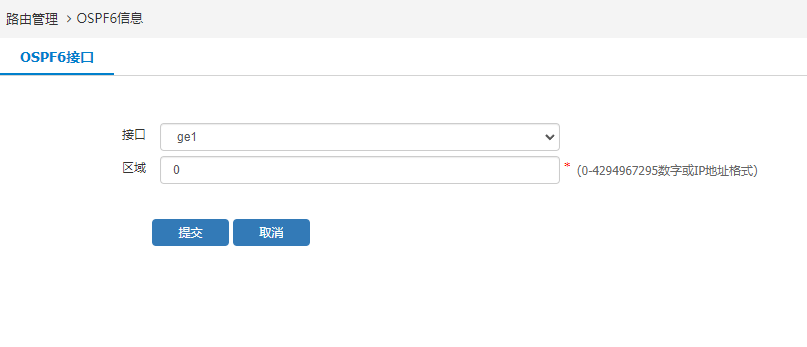 路由管理 > OSPF6信息
OSPF6接口
接口 ge1
区域 0 * (0-4294967295数字或IP地址格式)
提交 取消